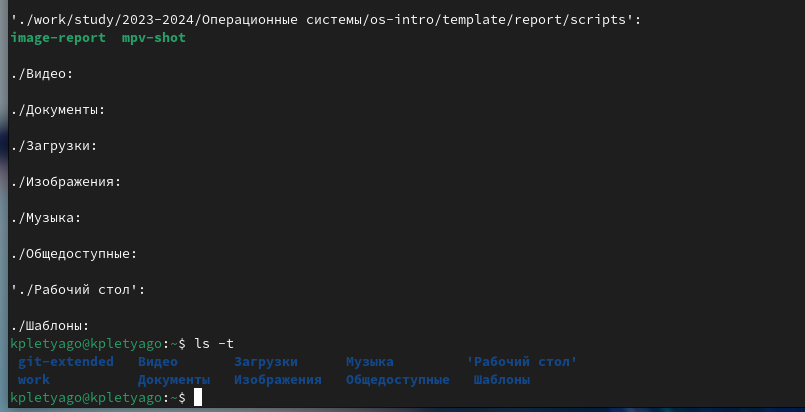 './work/study/2023-2024/Операционные системы/os-intro/template/report/scripts':
image-report  mpv-shot
./Видео:
./Документы:
./Загрузки:
./Изображения:
./Музыка:
./Общедоступные:
'./Рабочий стол':
./Шаблоны:
kpletyago@kpletyago:~$ ls -t
git-extended  Видео  Загрузки  Музыка  'Рабочий стол'
work  Документы  Изображения  Общедоступные  Шаблоны
kpletyago@kpletyago:~$